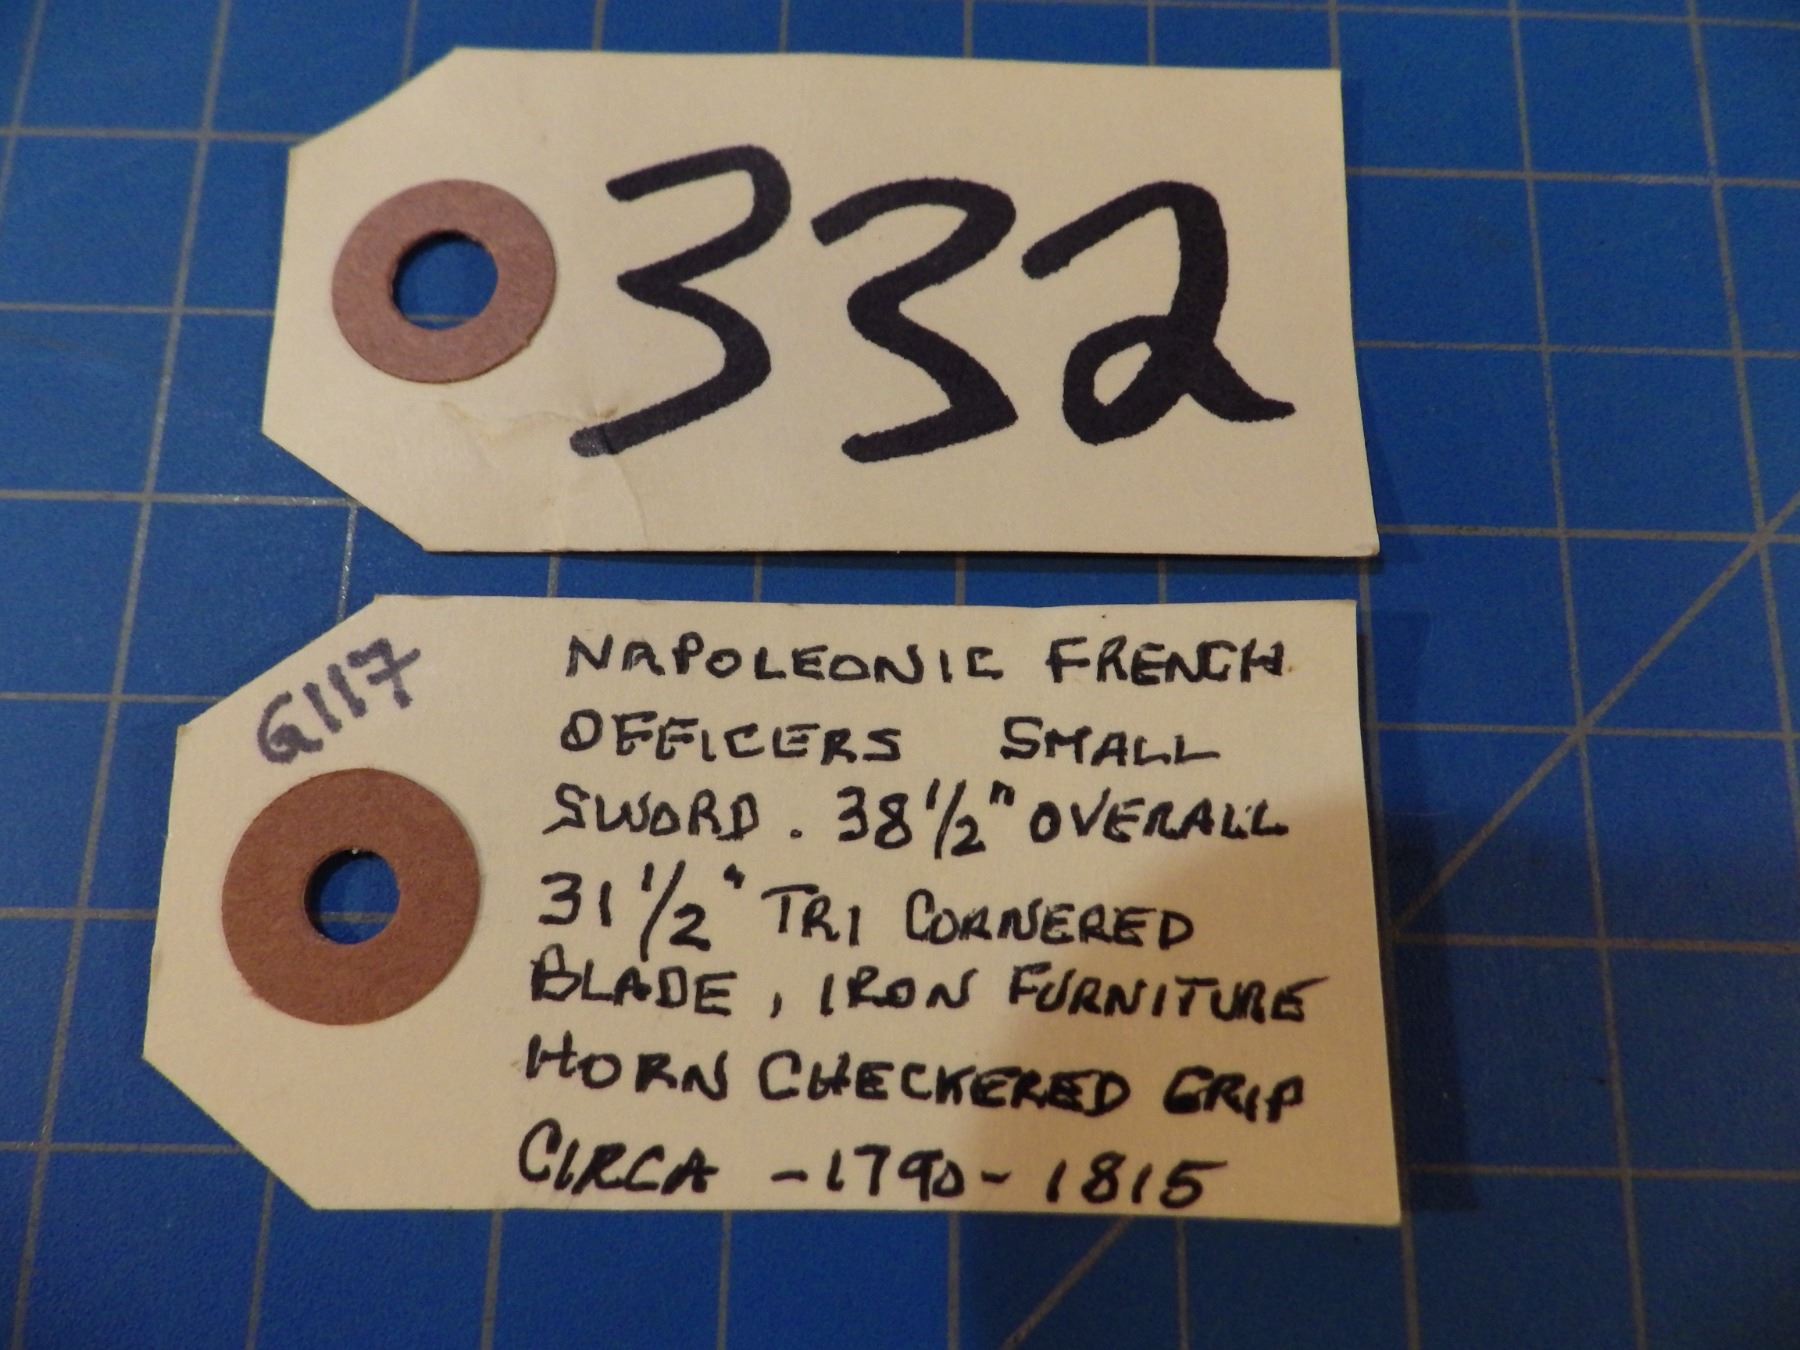 332
G117
NAPOLEONIC FRENCH
OFFICERS SMALL
SWORD. 38 1/2" OVERALL
31 1/2" TRI CORNERED
BLADE, IRON FURNITURE
HORN CHECKERED GRIP
CIRCA -1790-1815